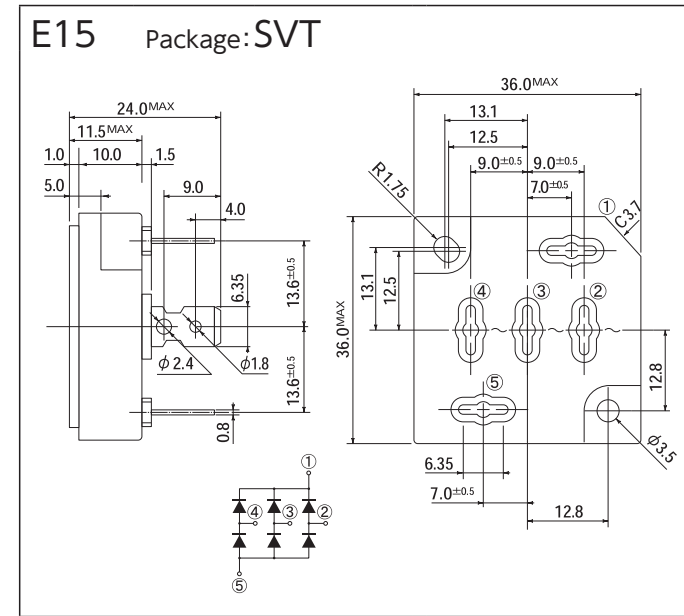 E15 Package: SVT
24.0MAX
11.5MAX
1.0 10.0 1.5
5.0 9.0
4.0
6.35
13.6±0.5
13.6±0.5
φ2.4 φ1.8
0.8
36.0MAX
13.1
12.5
9.0±0.5 9.0±0.5
7.0±0.5
R1.75
① C3.7
13.1
12.5
36.0MAX
④ ③ ②
~ ~
⑤
12.8
φ3.5
6.35
7.0±0.5
12.8
①
④ ③ ②
⑤